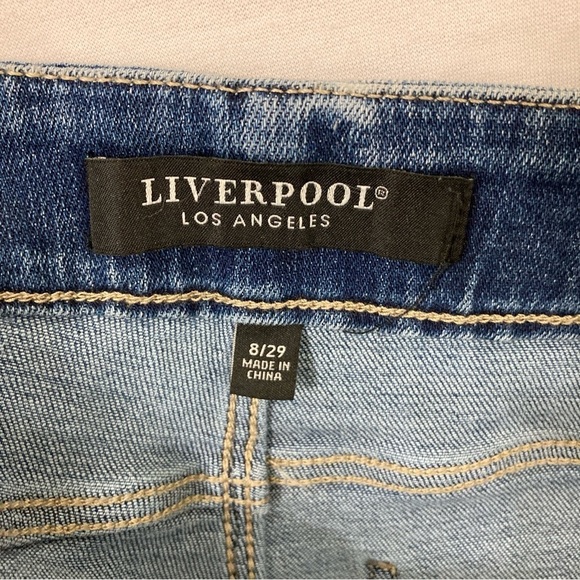 LIVERPOOL®
LOS ANGELES
8/29
MADE IN
CHINA